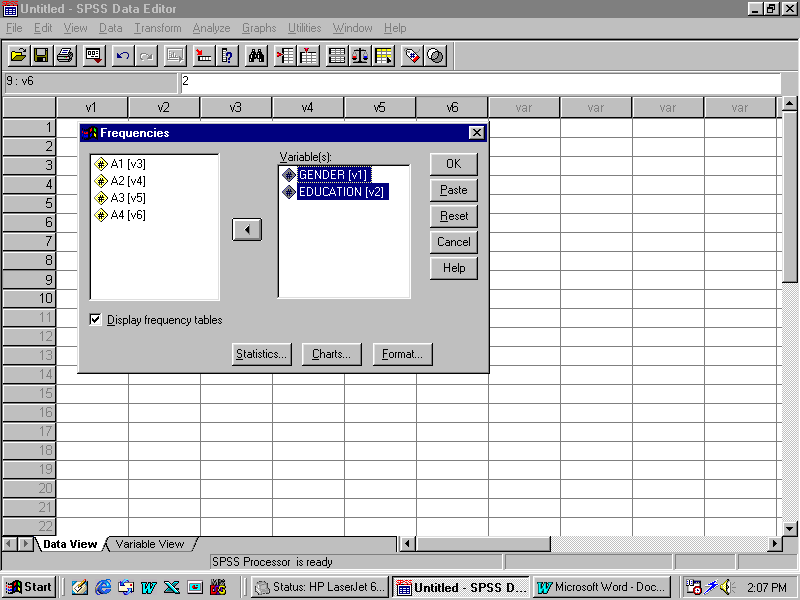 Untitled - SPSS Data Editor
File Edit View Data Transform Analyze Graphs Utilities Window Help
9 : v6 2
v1 v2 v3 v4 v5 v6 var var var var
1
2
3
4
5
6
7
8
9
10
11
12
13
14
15
16
17
18
19
20
21
22
Frequencies
Variable(s):
# A1 [v3]
# A2 [v4]
# A3 [v5]
# A4 [v6]
# GENDER [v1]
# EDUCATION [v2]
OK
Paste
Reset
Cancel
Help
Display frequency tables
Statistics... Charts... Format...
Data View Variable View
SPSS Processor is ready
Start Status: HP LaserJet 6... Untitled - SPSS D... Microsoft Word - Doc... 2:07 PM